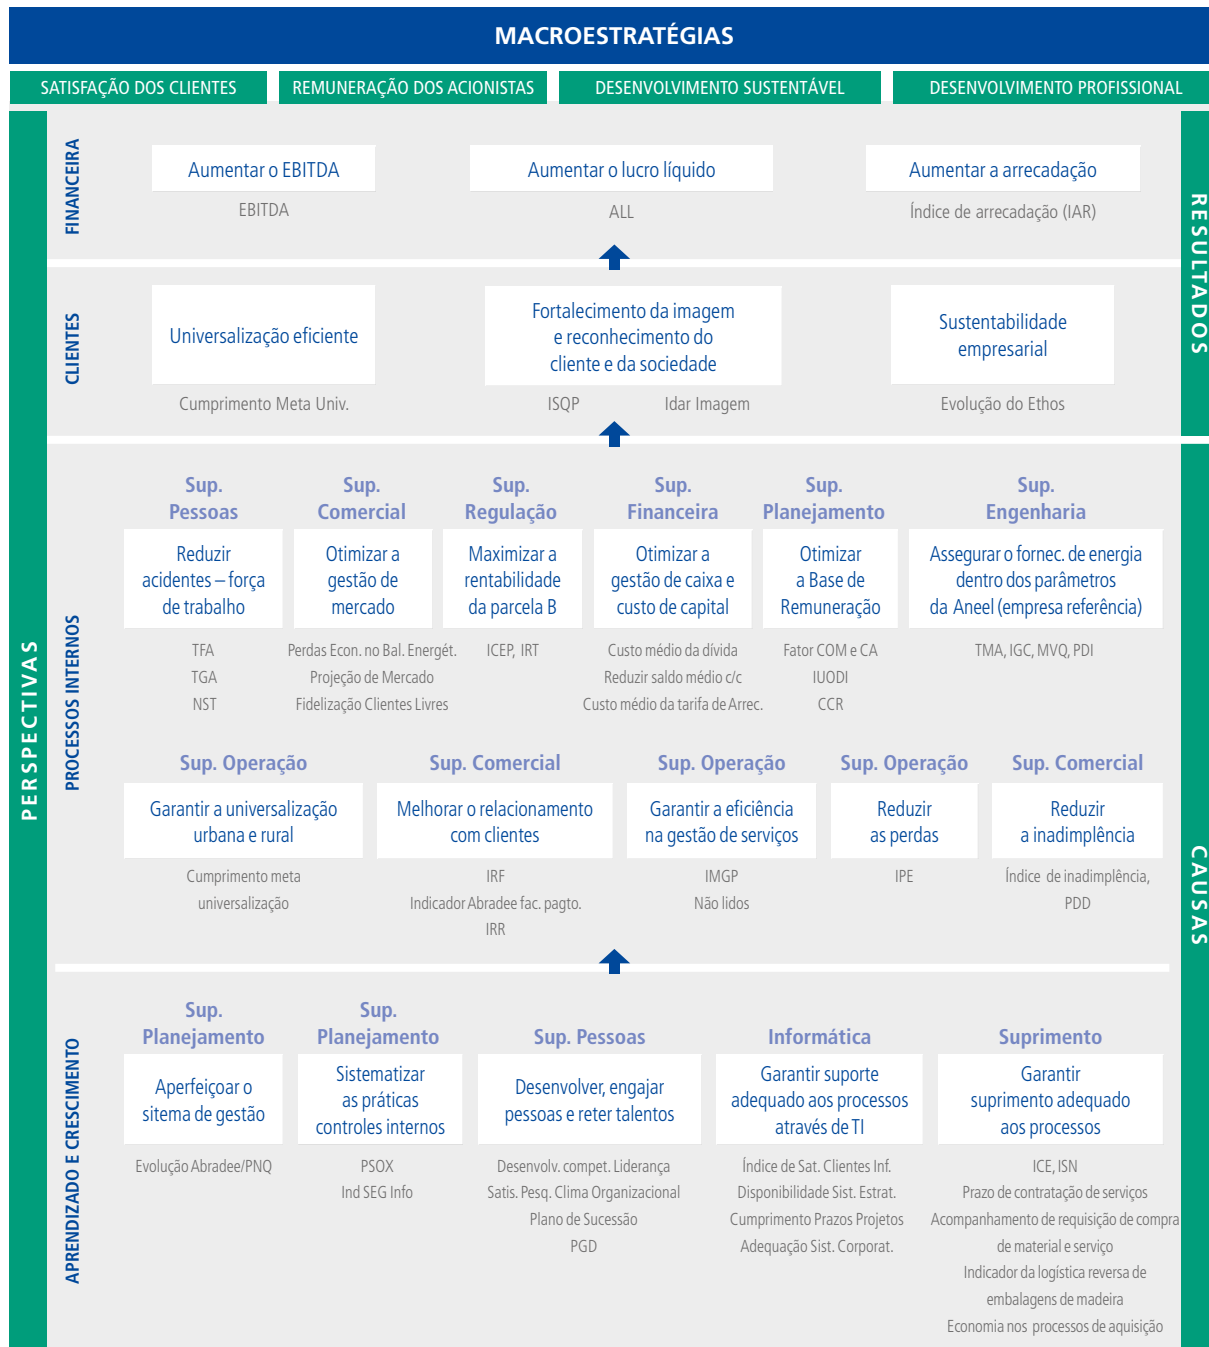 MACROESTRATÉGIAS
SATISFAÇÃO DOS CLIENTES
REMUNERAÇÃO DOS ACIONISTAS
DESENVOLVIMENTO SUSTENTÁVEL
DESENVOLVIMENTO PROFISSIONAL
PERSPECTIVAS
RESULTADOS
CAUSAS
FINANCEIRA
Aumentar o EBITDA
EBITDA
Aumentar o lucro líquido
ALL
Aumentar a arrecadação
Índice de arrecadação (IAR)
CLIENTES
Universalização eficiente
Cumprimento Meta Univ.
Fortalecimento da imagem
e reconhecimento do
cliente e da sociedade
ISQP
Idar Imagem
Sustentabilidade
empresarial
Evolução do Ethos
PROCESSOS INTERNOS
Sup.
Pessoas
Reduzir
acidentes – força
de trabalho
TFA
TGA
NST
Sup.
Comercial
Otimizar a
gestão de
mercado
Perdas Econ. no Bal. Energét.
Projeção de Mercado
Fidelização Clientes Livres
Sup.
Regulação
Maximizar a
rentabilidade
da parcela B
ICEP, IRT
Sup.
Financeira
Otimizar a
gestão de caixa e
custo de capital
Custo médio da dívida
Reduzir saldo médio c/c
Custo médio da tarifa de Arrec.
Sup.
Planejamento
Otimizar
a Base de
Remuneração
Fator COM e CA
IUODI
CCR
Sup.
Engenharia
Assegurar o fornec. de energia
dentro dos parâmetros
da Aneel (empresa referência)
TMA, IGC, MVQ, PDI
Sup. Operação
Garantir a universalização
urbana e rural
Cumprimento meta
universalização
Sup. Comercial
Melhorar o relacionamento
com clientes
IRF
Indicador Abradee fac. pagto.
IRR
Sup. Operação
Garantir a eficiência
na gestão de serviços
IMGP
Não lidos
Sup. Operação
Reduzir
as perdas
IPE
Sup. Comercial
Reduzir
a inadimplência
Índice de inadimplência,
PDD
APRENDIZADO E CRESCIMENTO
Sup.
Planejamento
Aperfeiçoar o
sitema de gestão
Evolução Abradee/PNQ
Sup.
Planejamento
Sistematizar
as práticas
controles internos
PSOX
Ind SEG Info
Sup. Pessoas
Desenvolver, engajar
pessoas e reter talentos
Desenvolv. compet. Liderança
Satis. Pesq. Clima Organizacional
Plano de Sucessão
PGD
Informática
Garantir suporte
adequado aos processos
através de TI
Índice de Sat. Clientes Inf.
Disponibilidade Sist. Estrat.
Cumprimento Prazos Projetos
Adequação Sist. Corporat.
Suprimento
Garantir
suprimento adequado
aos processos
ICE, ISN
Prazo de contratação de serviços
Acompanhamento de requisição de compra
de material e serviço
Indicador da logística reversa de
embalagens de madeira
Economia nos processos de aquisição